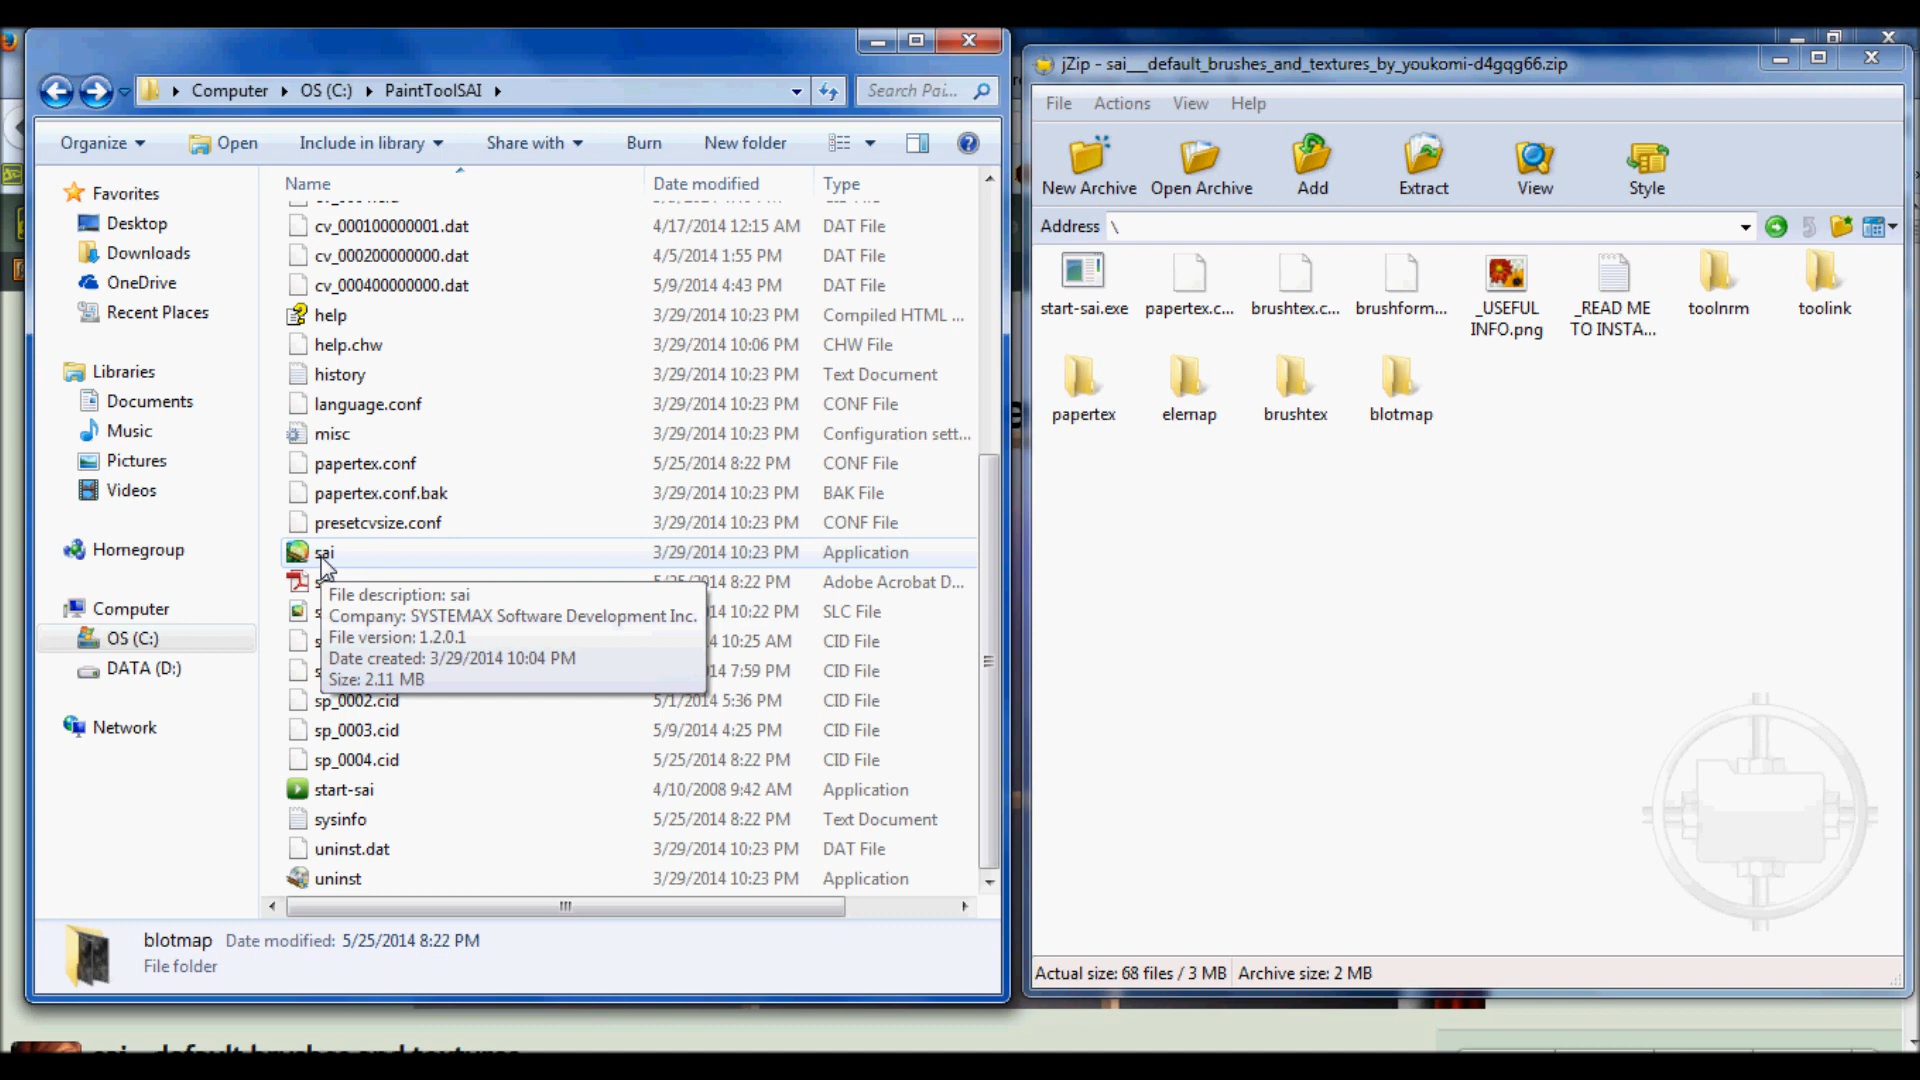 Computer
OS (C:)
PaintToolSAI
Search Pai...
Organize
Open
Include in library
Share with
Burn
New folder
Name
Date modified
Type
Favorites
Desktop
Downloads
OneDrive
Recent Places
Libraries
Documents
Music
Pictures
Videos
Homegroup
Computer
OS (C:)
DATA (D:)
Network
cv_000100000001.dat 4/17/2014 12:15 AM DAT File
cv_000200000000.dat 4/5/2014 1:55 PM DAT File
cv_000400000000.dat 5/9/2014 4:43 PM DAT File
help 3/29/2014 10:23 PM Compiled HTML ...
help.chw 3/29/2014 10:06 PM CHW File
history 3/29/2014 10:23 PM Text Document
language.conf 3/29/2014 10:23 PM CONF File
misc 3/29/2014 10:23 PM Configuration sett...
papertex.conf 5/25/2014 8:22 PM CONF File
papertex.conf.bak 3/29/2014 10:23 PM BAK File
presetcvsize.conf 3/29/2014 10:23 PM CONF File
sai 3/29/2014 10:23 PM Application
5/25/2014 8:22 PM Adobe Acrobat D...
14 10:22 PM SLC File
4 10:25 AM CID File
14 7:59 PM CID File
File description: sai
Company: SYSTEMAX Software Development Inc.
File version: 1.2.0.1
Date created: 3/29/2014 10:04 PM
Size: 2.11 MB
sp_0002.cid 5/1/2014 5:36 PM CID File
sp_0003.cid 5/9/2014 4:25 PM CID File
sp_0004.cid 5/25/2014 8:22 PM CID File
start-sai 4/10/2008 9:42 AM Application
sysinfo 5/25/2014 8:22 PM Text Document
uninst.dat 3/29/2014 10:23 PM DAT File
uninst 3/29/2014 10:23 PM Application
blotmap Date modified: 5/25/2014 8:22 PM
File folder
jZip - sai__default_brushes_and_textures_by_youkomi-d4gqg66.zip
File Actions View Help
New Archive
Open Archive
Add
Extract
View
Style
Address \
start-sai.exe
papertex.c...
brushtex.c...
brushform...
_USEFUL
INFO.png
_READ ME
TO INSTA...
toolnrm
toolink
papertex
elemap
brushtex
blotmap
Actual size: 68 files / 3 MB
Archive size: 2 MB